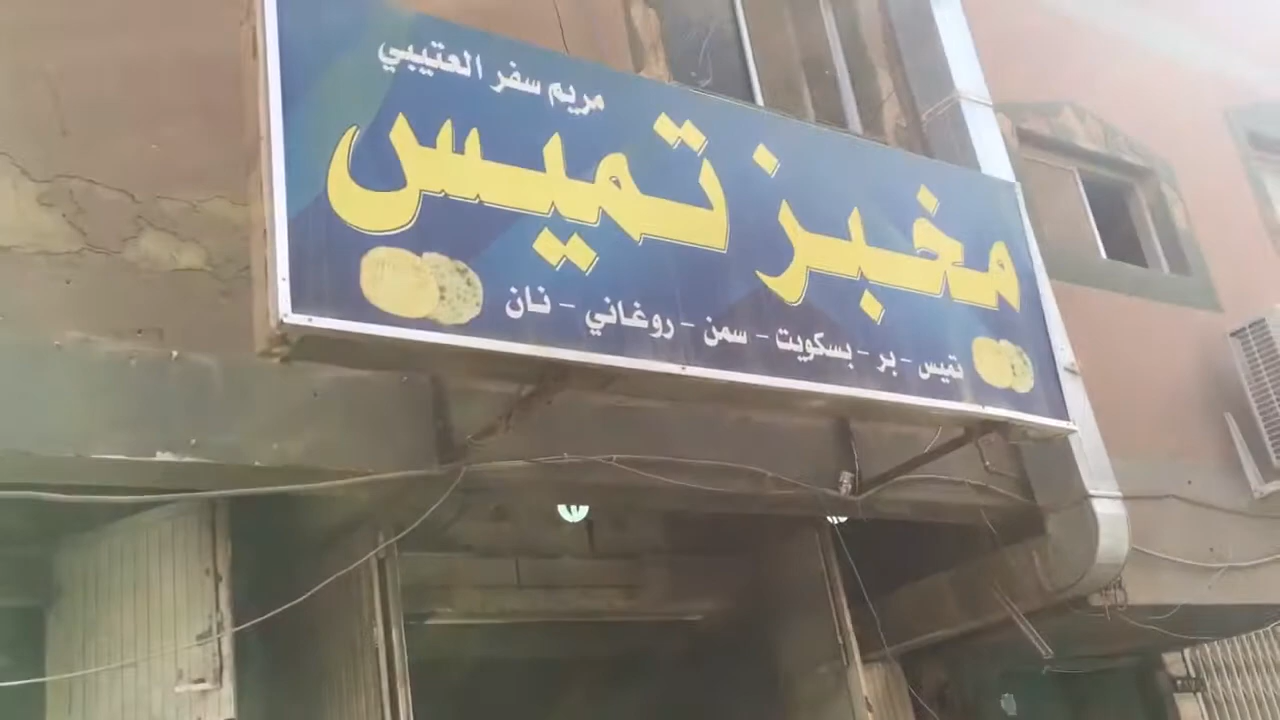 مريم سفر العتيبي
مخبز تميس
تميس - بر - بسكويت - سمن - روغاني - نان